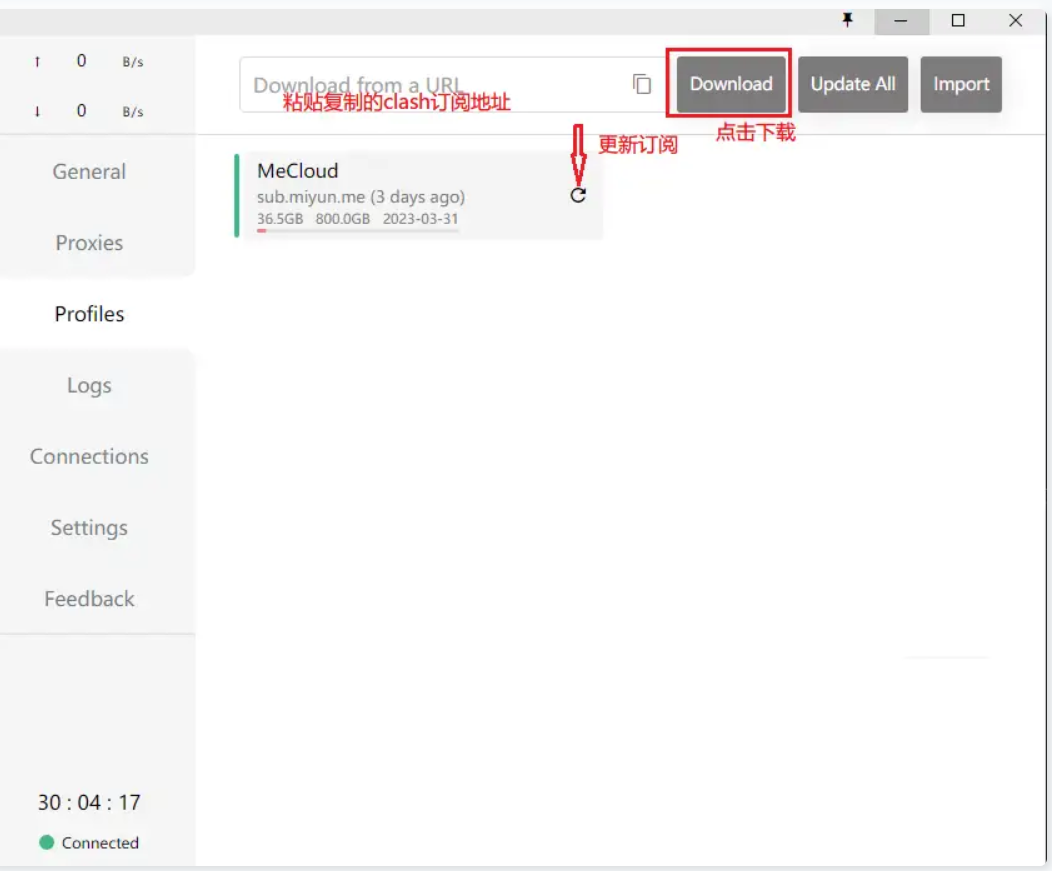 ↑ 0 B/s
↓ 0 B/s
General
Proxies
Profiles
Logs
Connections
Settings
Feedback
30 : 04 : 17
Connected
Download from a URL
粘贴复制的clash订阅地址
Download
Update All
Import
点击下载
更新订阅
MeCloud
sub.miyun.me (3 days ago)
36.5GB 800.0GB 2023-03-31